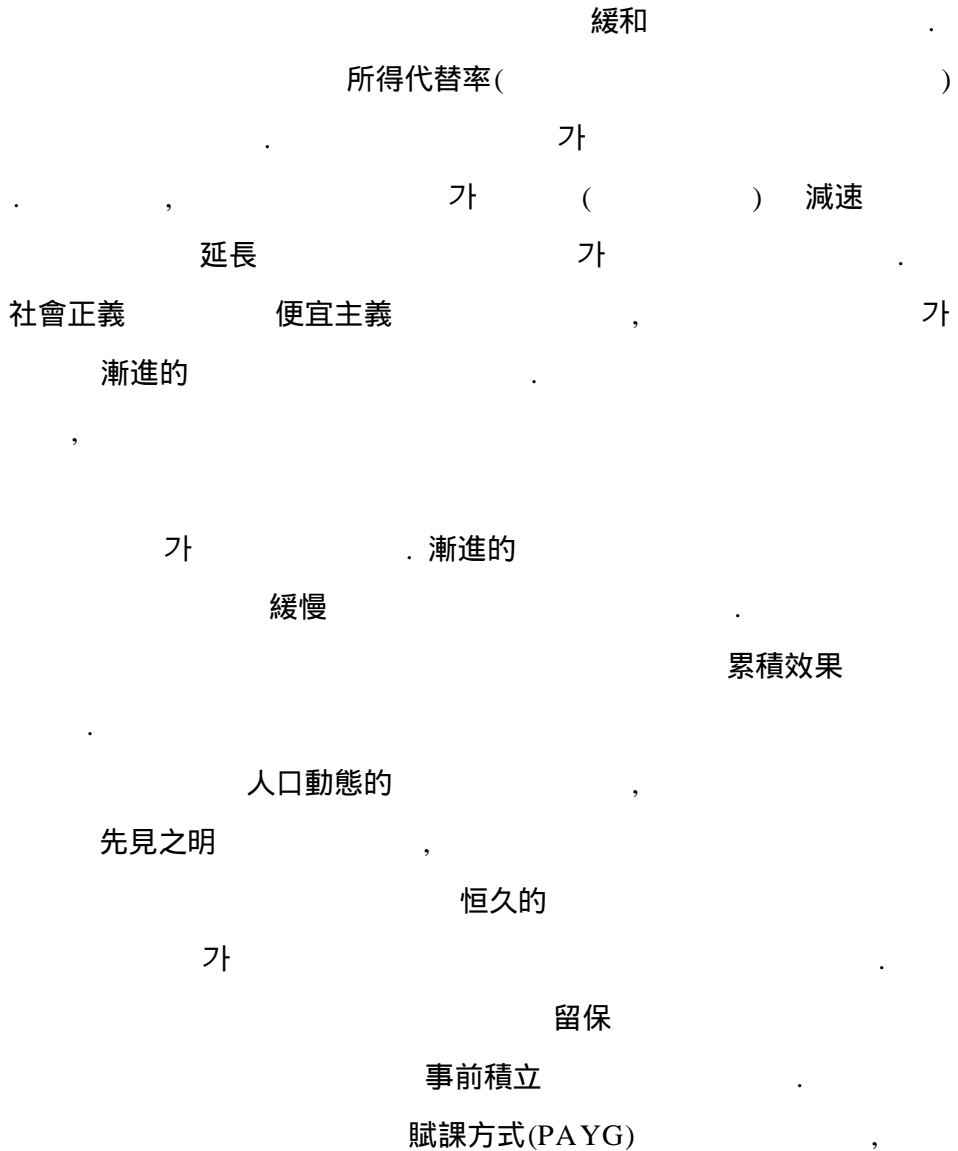 緩和 .
所得代替率( )
. 가
. , 가 ( ) 減速
延長 가 .
社會正義 便宜主義 , 가
漸進的 .
,
가 . 漸進的
緩慢 .
累積效果
.
人口動態的 ,
先見之明 ,
恒久的
가 .
留保
事前積立 .
賦課方式(PAYG) ,